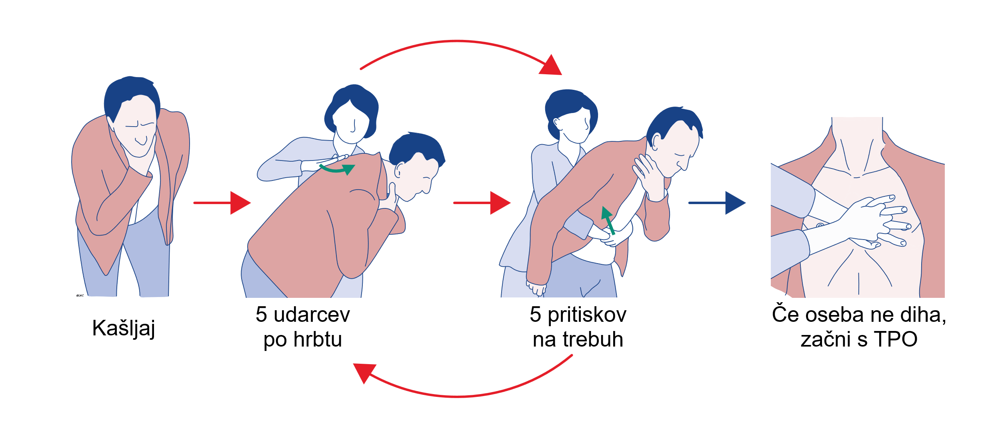 Kašljaj
5 udarcev
po hrbtu
5 pritiskov
na trebuh
Če oseba ne diha,
začni s TPO